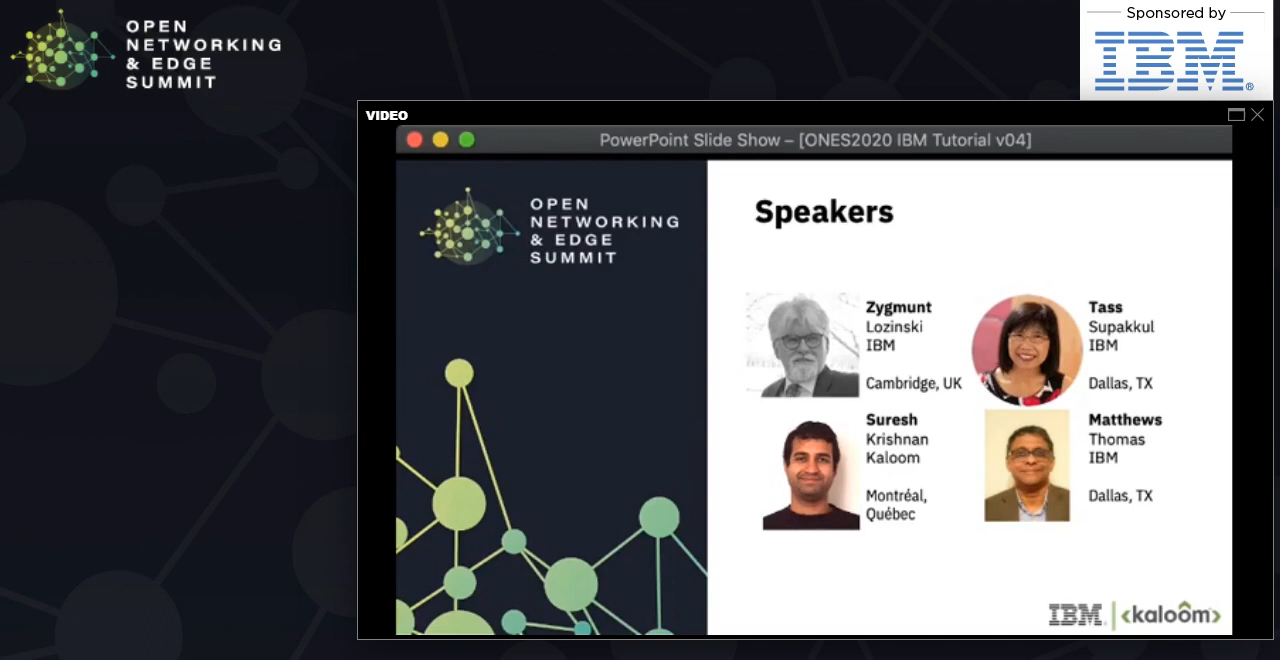 OPEN
NETWORKING
& EDGE
SUMMIT
Sponsored by
IBM®
VIDEO
PowerPoint Slide Show – [ONES2020 IBM Tutorial v04]
OPEN
NETWORKING
& EDGE
SUMMIT
Speakers
Zygmunt
Lozinski
IBM
Cambridge, UK
Tass
Supakkul
IBM
Dallas, TX
Suresh
Krishnan
Kaloom
Montréal,
Québec
Matthews
Thomas
IBM
Dallas, TX
IBM | <kaloôm>